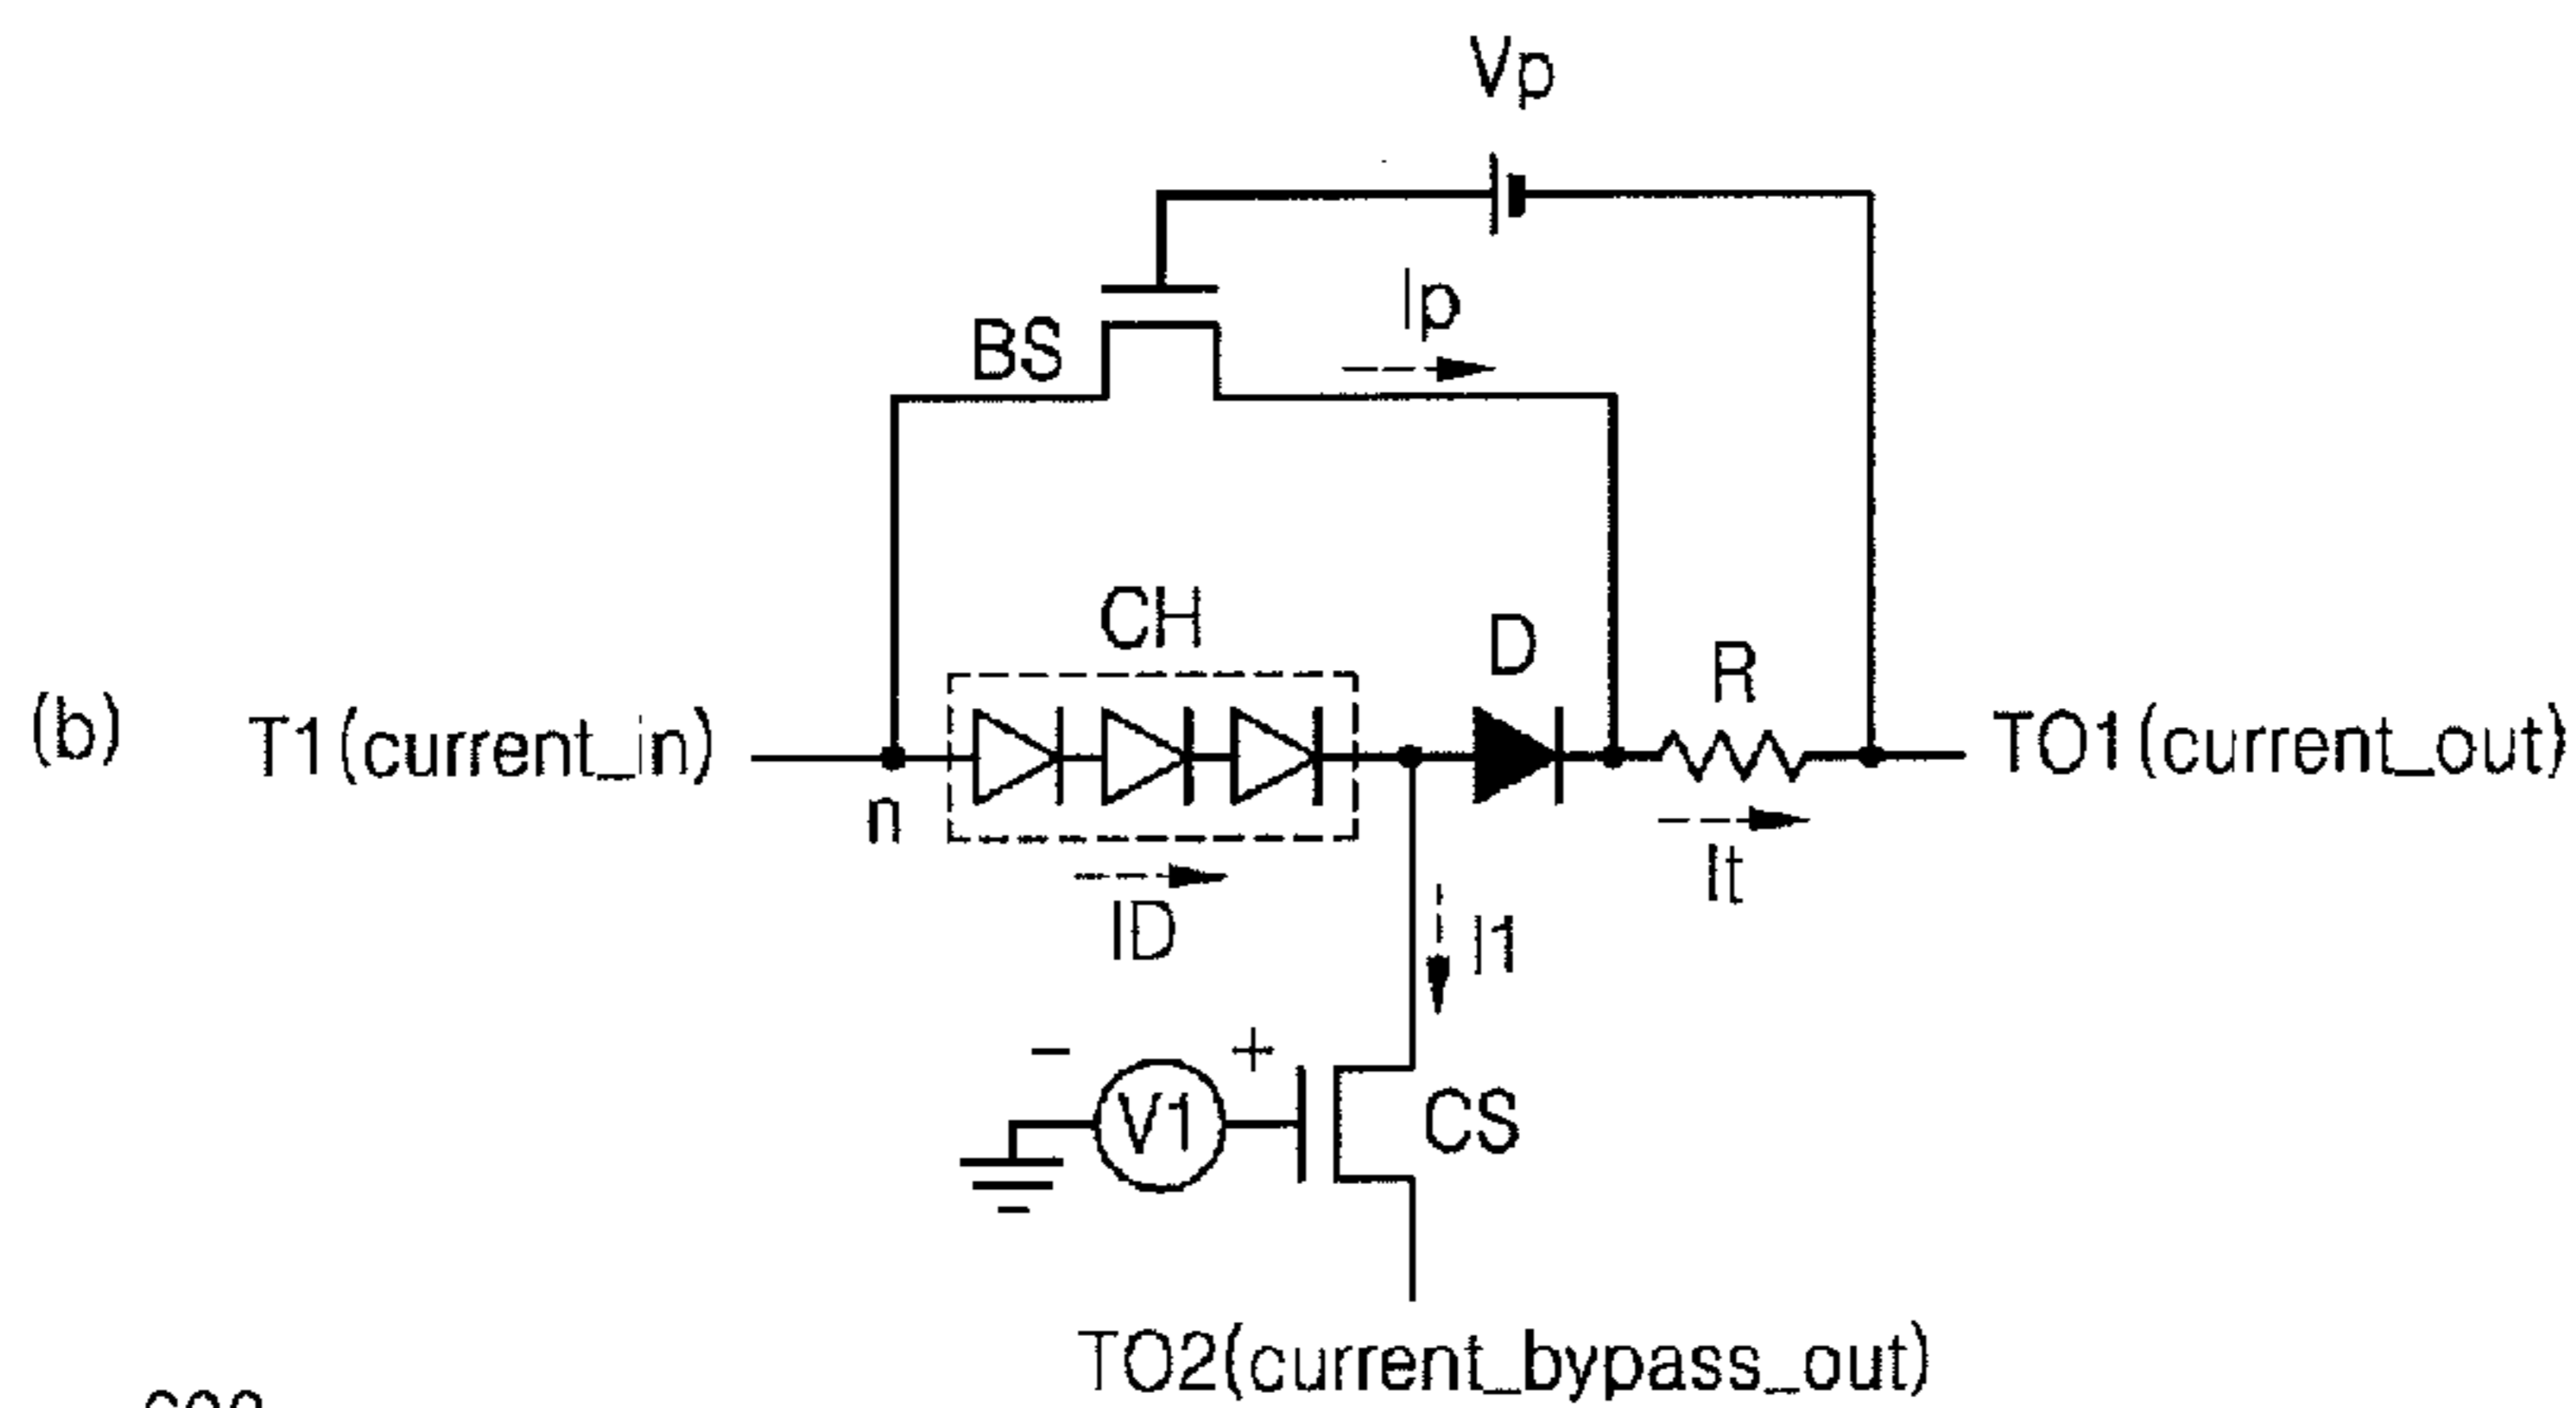 Vp
Ip
BS
CH
D
R
(b)
T1(current_in)
TO1(current_out)
n
ID
It
I1
− +
V1
CS
TO2(current_bypass_out)